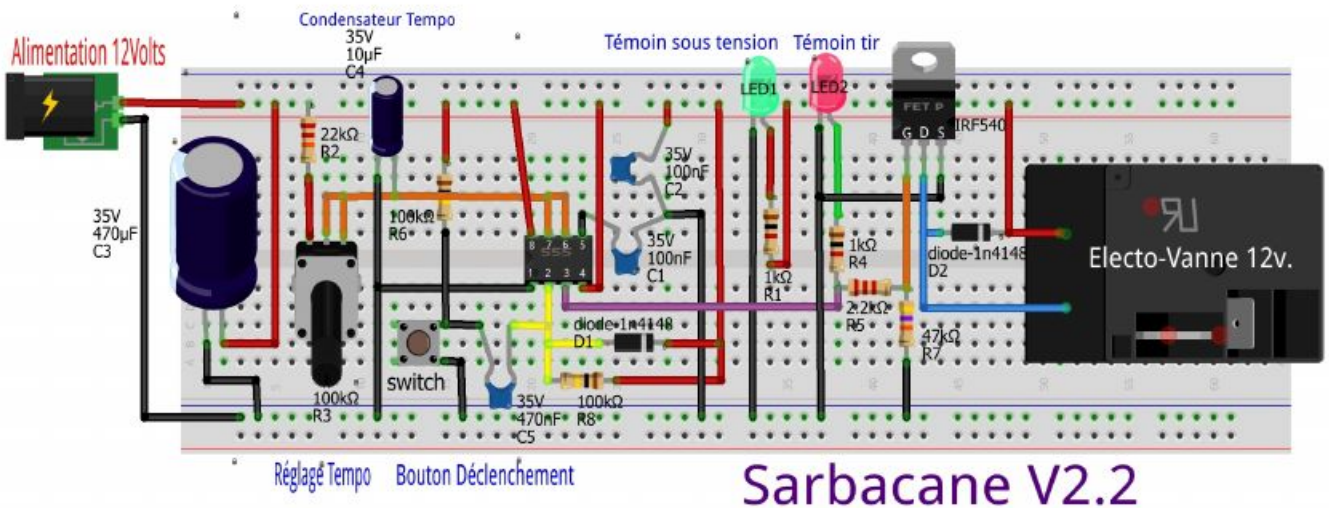 Alimentation 12Volts
Condensateur Tempo
35V
10µF
C4
Témoin sous tension
Témoin tir
LED1
LED2
FET P
G D S
IRF540
22kΩ
R2
35V
100nF
C2
35V
470µF
C3
100kΩ
R6
8 7 6 5
555
1 2 3 4
35V
100nF
C1
1kΩ
R1
1kΩ
R4
diode-1n4148
D2
Electo-Vanne 12v.
2.2kΩ
R5
47kΩ
R7
diode-1n4148
D1
switch
100kΩ
R3
35V
470nF
C5
100kΩ
R8
Réglage Tempo
Bouton Déclenchement
Sarbacane V2.2